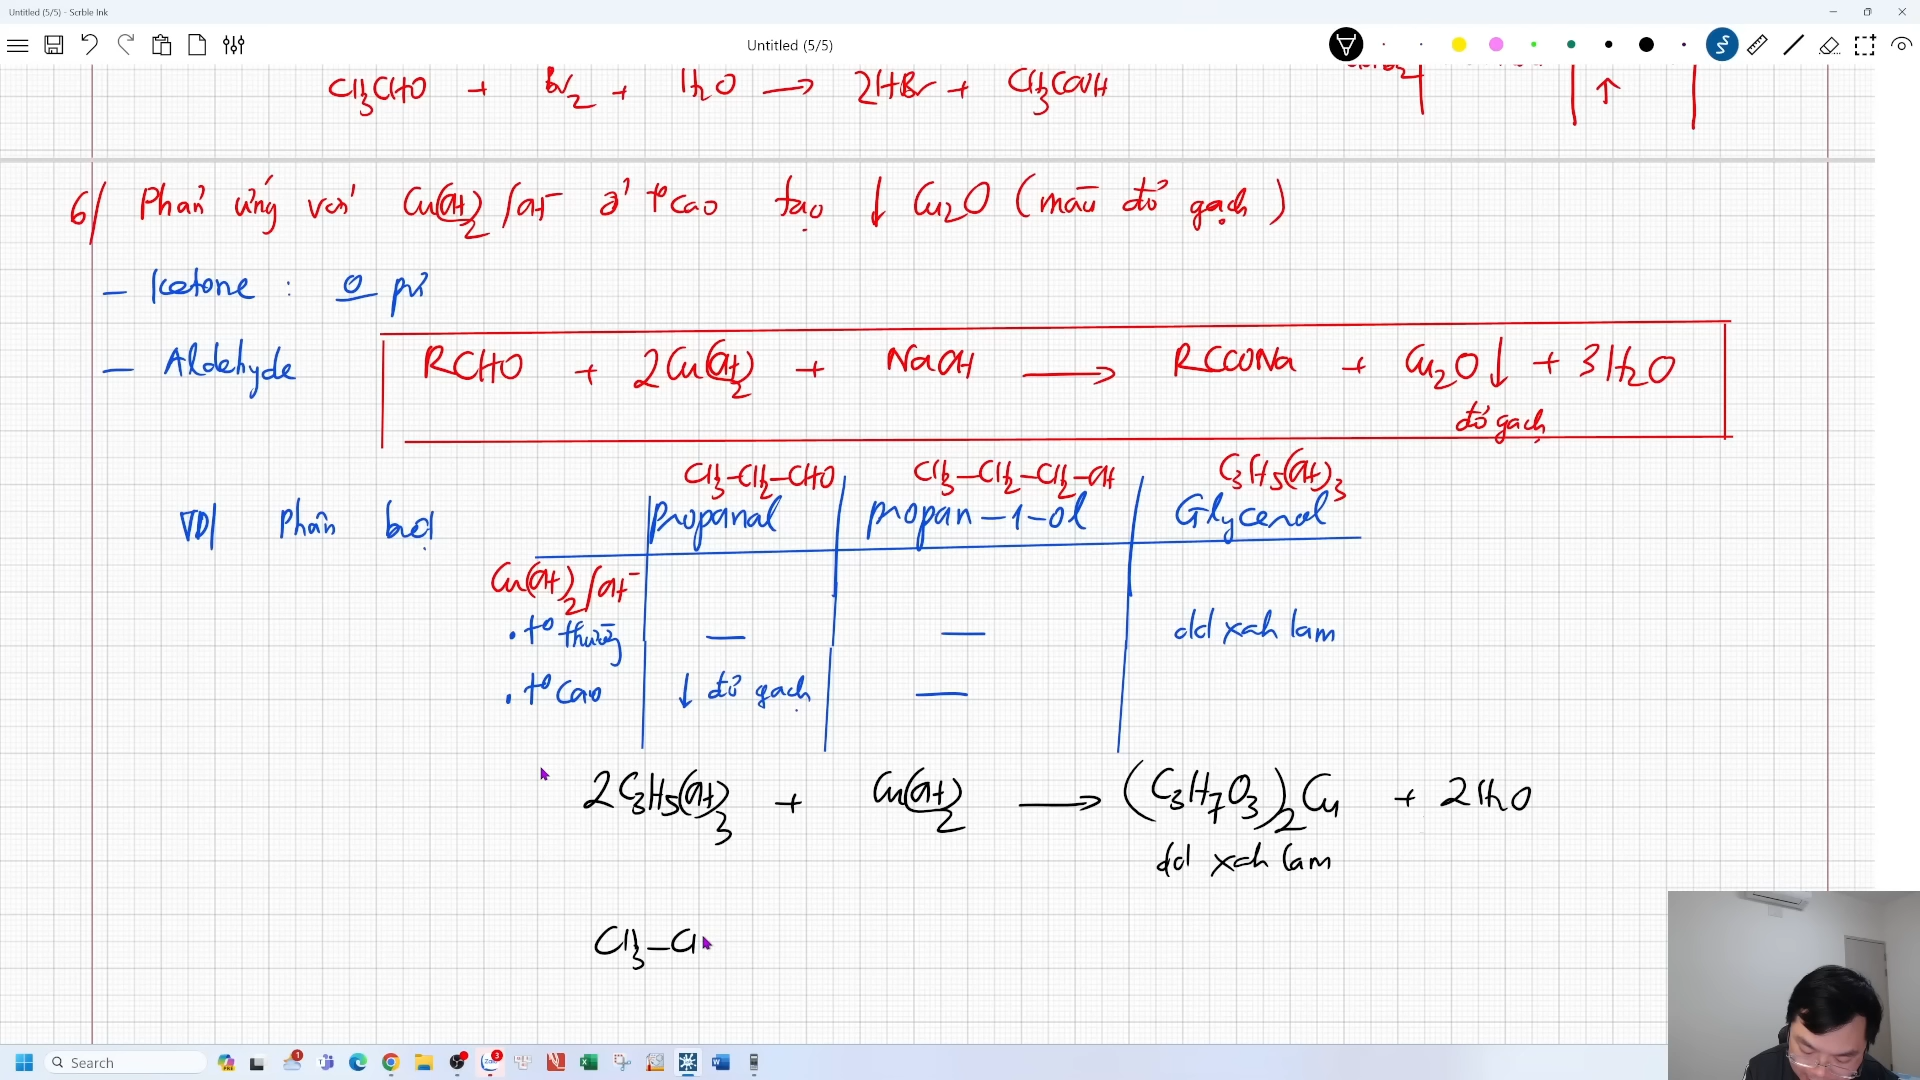 Untitled (5/5) - Scrble Ink
Untitled (5/5)
CH3CHO + Br2 + H2O → 2HBr + CH3COOH ↑
6/ Phản ứng với Cu(OH)2/OH⁻ ở t° cao tạo ↓ Cu2O (màu đỏ gạch)
- Ketone : 0 pứ
- Aldehyde RCHO + 2Cu(OH)2 + NaOH → RCOONa + Cu2O↓ + 3H2O
đỏ gạch
CH3-CH2-CHO CH3-CH2-CH2-OH C3H5(OH)3
VD/ Phân biệt propanal propan-1-ol Glycerol
Cu(OH)2/OH⁻
. t° thường — — dd xanh lam
. t° cao ↓ đỏ gạch —
2C3H5(OH)3 + Cu(OH)2 → (C3H7O3)2Cu + 2H2O
dd xanh lam
CH3-C
Search